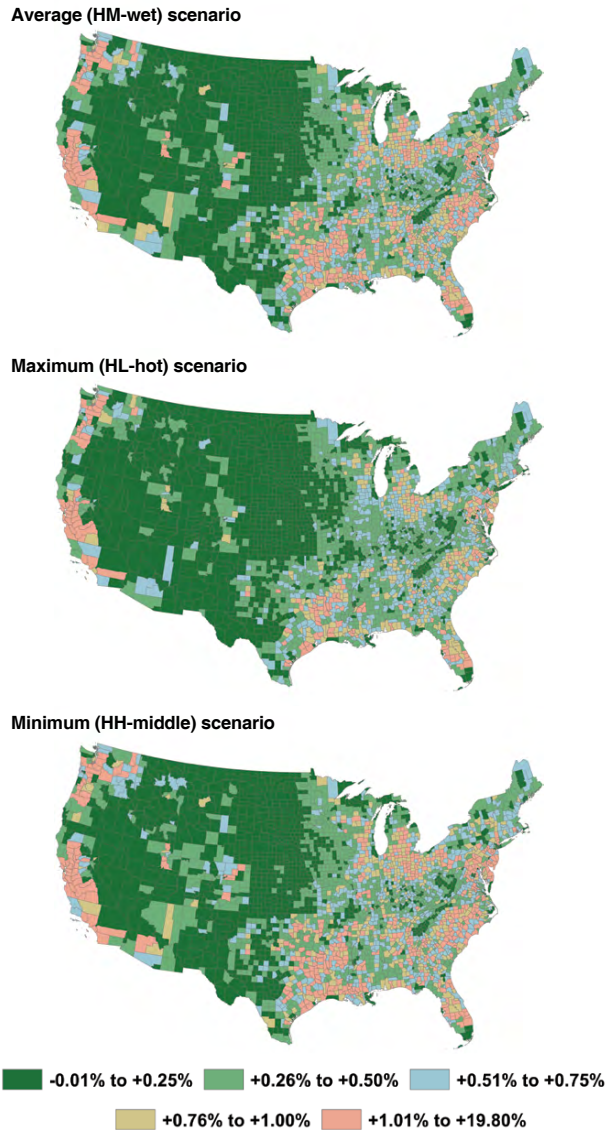 Average (HM-wet) scenario
Maximum (HL-hot) scenario
Minimum (HH-middle) scenario
-0.01% to +0.25% +0.26% to +0.50% +0.51% to +0.75%
+0.76% to +1.00% +1.01% to +19.80%